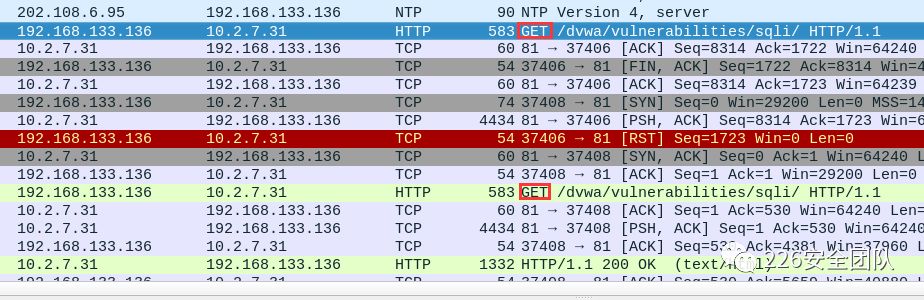 202.108.6.95 192.168.133.136 NTP 90 NTP Version 4, server
192.168.133.136 10.2.7.31 HTTP 583 GET /dvwa/vulnerabilities/sqli/ HTTP/1.1
10.2.7.31 192.168.133.136 TCP 60 81 → 37406 [ACK] Seq=8314 Ack=1722 Win=64240
192.168.133.136 10.2.7.31 TCP 54 37406 → 81 [FIN, ACK] Seq=1722 Ack=8314 Win=4
10.2.7.31 192.168.133.136 TCP 60 81 → 37406 [ACK] Seq=8314 Ack=1723 Win=64239
192.168.133.136 10.2.7.31 TCP 74 37408 → 81 [SYN] Seq=0 Win=29200 Len=0 MSS=14
10.2.7.31 192.168.133.136 TCP 4434 81 → 37406 [PSH, ACK] Seq=8314 Ack=1723 Win=6
192.168.133.136 10.2.7.31 TCP 54 37406 → 81 [RST] Seq=1723 Win=0 Len=0
10.2.7.31 192.168.133.136 TCP 60 81 → 37408 [SYN, ACK] Seq=0 Ack=1 Win=64240 L
192.168.133.136 10.2.7.31 TCP 54 37408 → 81 [ACK] Seq=1 Ack=1 Win=29200 Len=0
192.168.133.136 10.2.7.31 HTTP 583 GET /dvwa/vulnerabilities/sqli/ HTTP/1.1
10.2.7.31 192.168.133.136 TCP 60 81 → 37408 [ACK] Seq=1 Ack=530 Win=64240 Len=
10.2.7.31 192.168.133.136 TCP 4434 81 → 37408 [PSH, ACK] Seq=1 Ack=530 Win=6424
192.168.133.136 10.2.7.31 TCP 54 37408 → 81 [ACK] Ack=4381 Win=37960 L
10.2.7.31 192.168.133.136 HTTP 1332 HTTP/1.1 200 OK
226安全团队